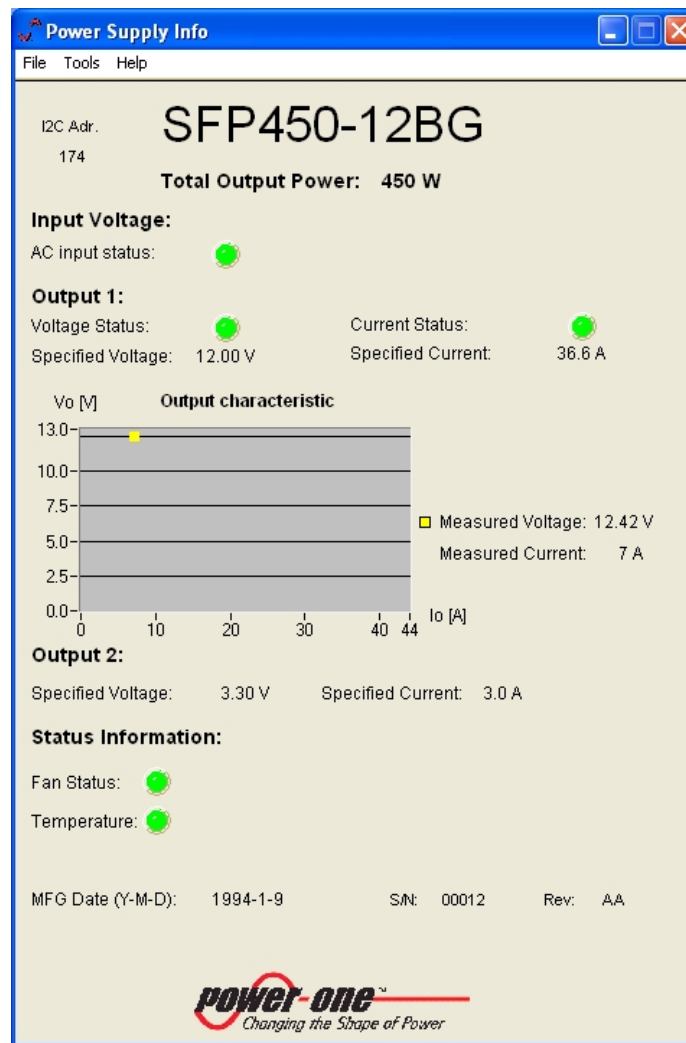 Power Supply Info
File Tools Help
I2C Adr.
174
SFP450-12BG
Total Output Power: 450 W
Input Voltage:
AC input status:
Output 1:
Voltage Status: Current Status:
Specified Voltage: 12.00 V Specified Current: 36.6 A
Vo [V] Output characteristic
13.0
10.0
7.5
5.0
2.5
0.0
0 10 20 30 40 44 Io [A]
Measured Voltage: 12.42 V
Measured Current: 7 A
Output 2:
Specified Voltage: 3.30 V Specified Current: 3.0 A
Status Information:
Fan Status:
Temperature:
MFG Date (Y-M-D): 1994-1-9 S/N: 00012 Rev: AA
power-one™
Changing the Shape of Power